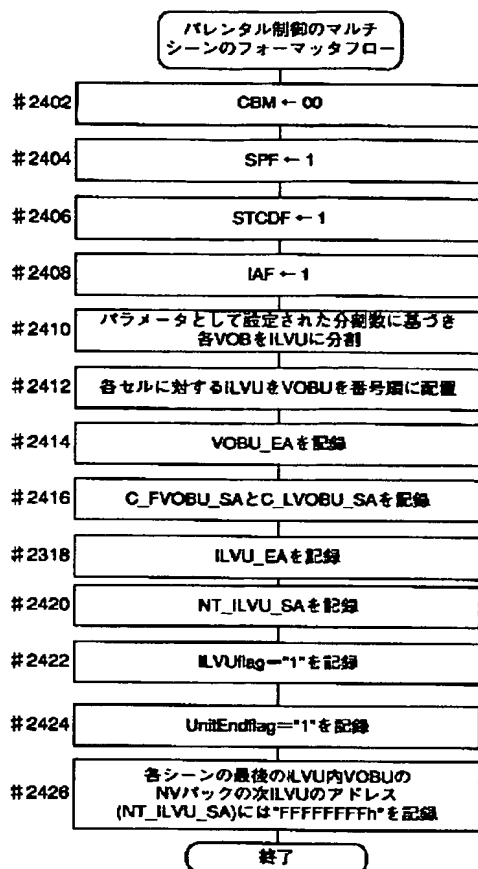 パレンタル制御のマルチ
シーンのフォーマッタフロー
#2402
CBM ← 00
#2404
SPF ← 1
#2406
STCDF ← 1
#2408
IAF ← 1
#2410
パラメータとして設定された分割数に基づき
各VOBをILVUに分割
#2412
各セルに対するILVUをVOBUを番号順に配置
#2414
VOBU_EAを記録
#2416
C_FVOBU_SAとC_LVOBU_SAを記録
#2318
ILVU_EAを記録
#2420
NT_ILVU_SAを記録
#2422
ILVUflag="1"を記録
#2424
UnitEndflag="1"を記録
#2426
各シーンの最後のILVU内VOBUの
NVパックの次ILVUのアドレス
(NT_ILVU_SA)には"FFFFFFFFh"を記録
終了